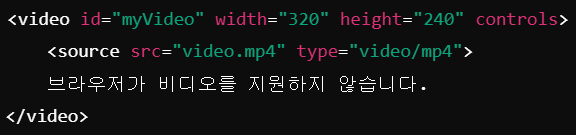 <video id="myVideo" width="320" height="240" controls>
    <source src="video.mp4" type="video/mp4">
    브라우저가 비디오를 지원하지 않습니다.
</video>